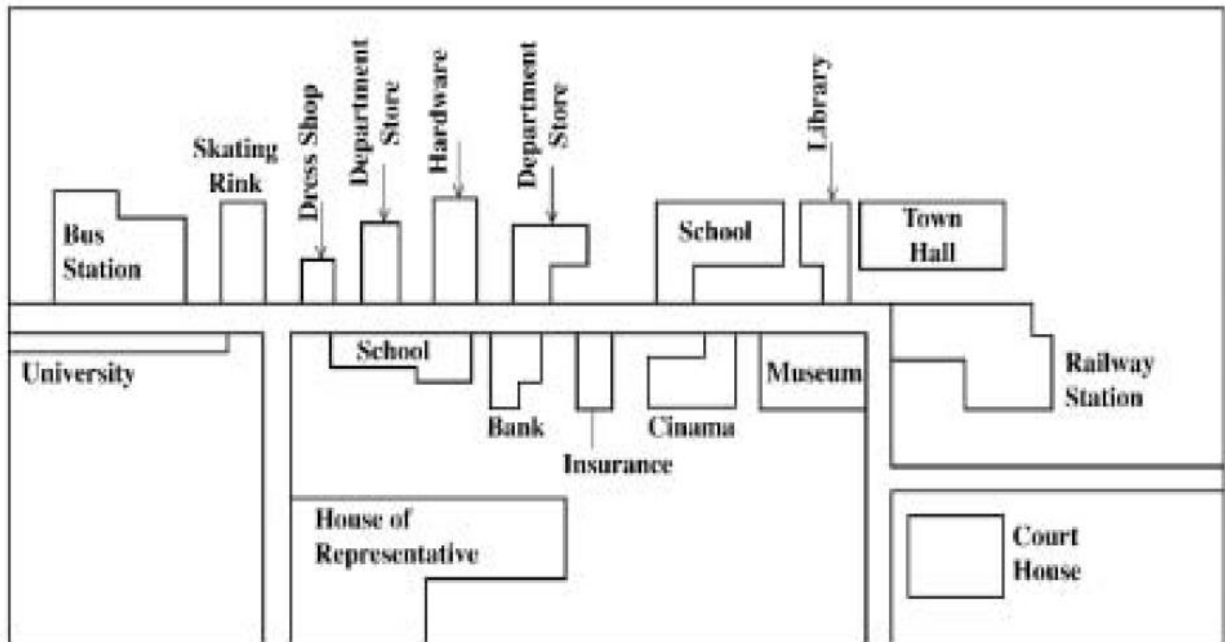 Dress Shop
Department
Store
Hardware
Department
Store
Library
Skating
Rink
Bus
Station
School
Town
Hall
University
School
Bank
Insurance
Cinama
Museum
Railway
Station
House of
Representative
Court
House